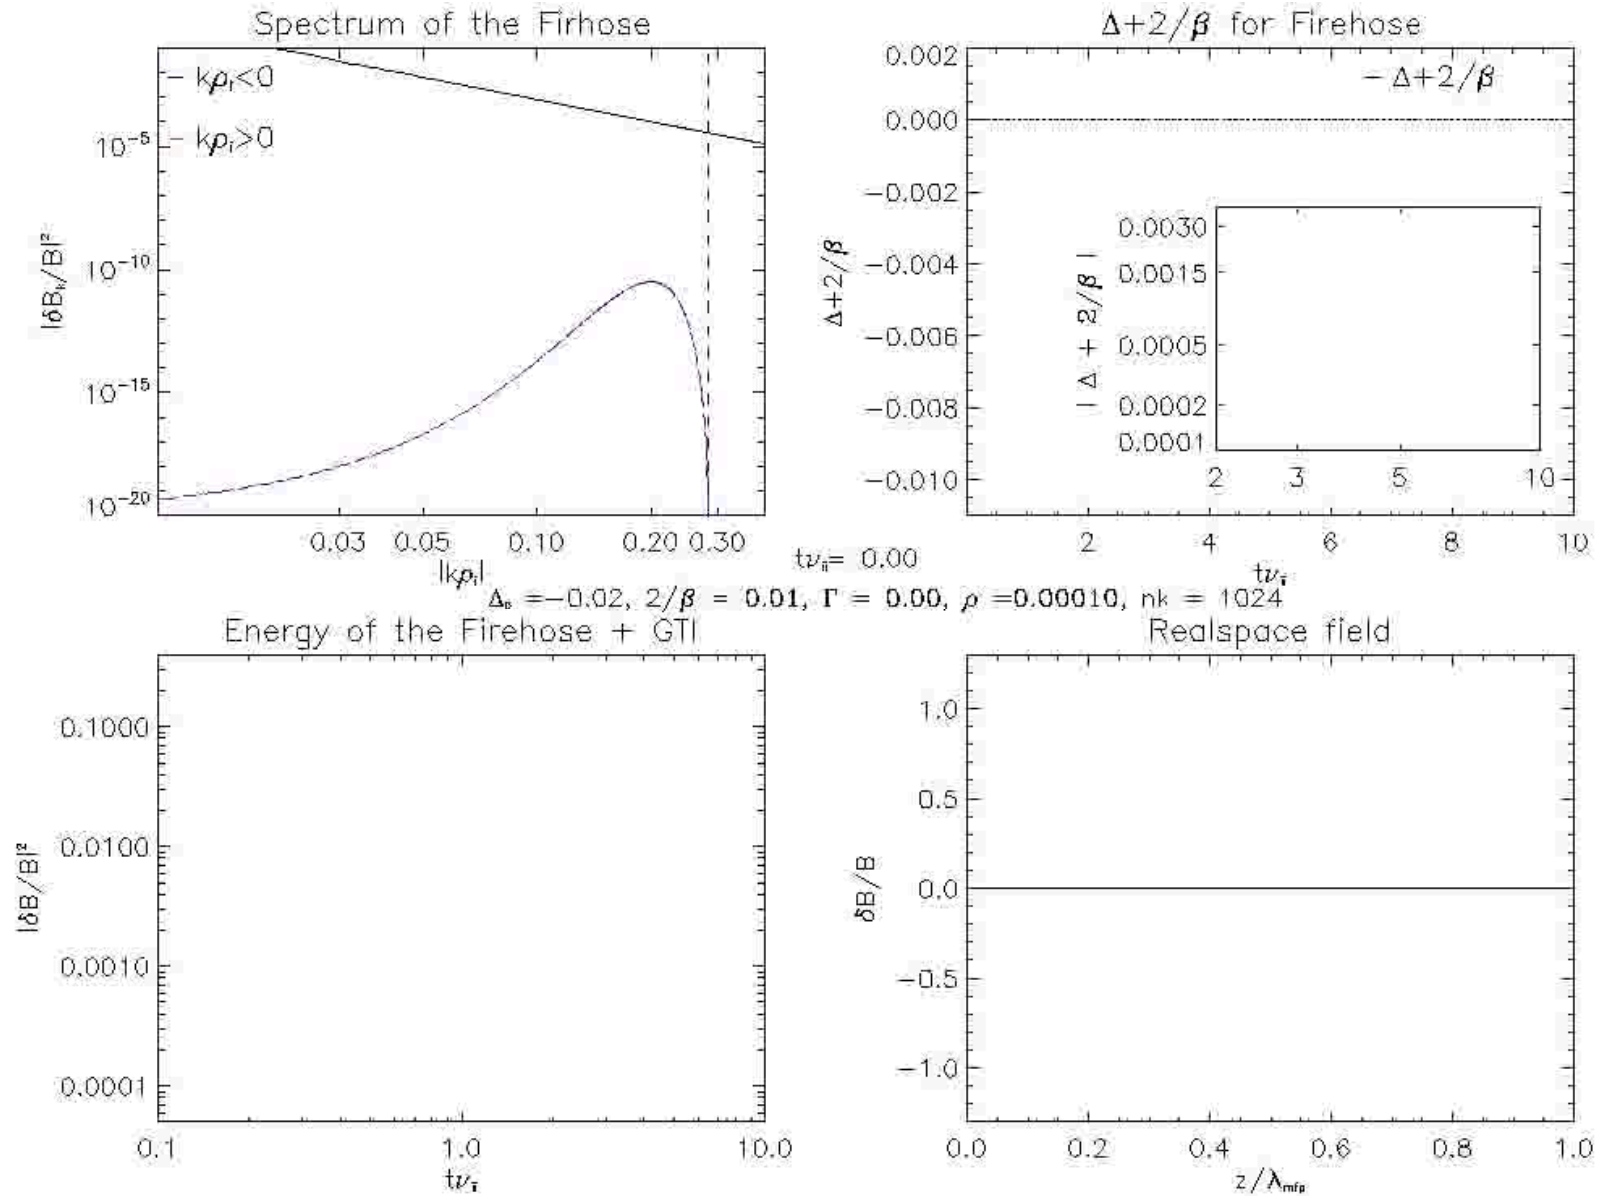 Spectrum of the Firhose
− kρᵢ<0
− kρᵢ>0
10⁻⁵
10⁻¹⁰
10⁻¹⁵
10⁻²⁰
|δBₖ/B|²
0.03 0.05 0.10 0.20 0.30
|kρᵢ|
Δ+2/β for Firehose
− Δ+2/β
0.002
0.000
−0.002
−0.004
−0.006
−0.008
−0.010
Δ+2/β
0.0030
0.0015
0.0005
0.0002
0.0001
| Δ + 2/β |
2 3 5 10
2 4 6 8 10
tνᵢᵢ
tνᵢᵢ= 0.00
Δ₀ =−0.02, 2/β = 0.01, Γ = 0.00, ρ =0.00010, nk = 1024
Energy of the Firehose + GTI
0.1000
0.0100
0.0010
0.0001
|δB/B|²
0.1 1.0 10.0
tνᵢᵢ
Realspace field
1.0
0.5
0.0
−0.5
−1.0
δB/B
0.0 0.2 0.4 0.6 0.8 1.0
z/λmfp